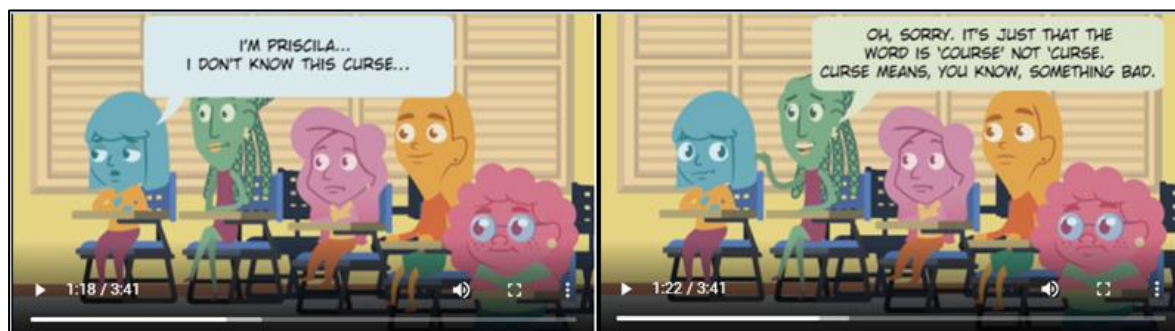 I'M PRISCILA...
I DON'T KNOW THIS CURSE...
1:18 / 3:41
OH, SORRY. IT'S JUST THAT THE
WORD IS 'COURSE' NOT 'CURSE.
CURSE MEANS, YOU KNOW, SOMETHING BAD.
1:22 / 3:41